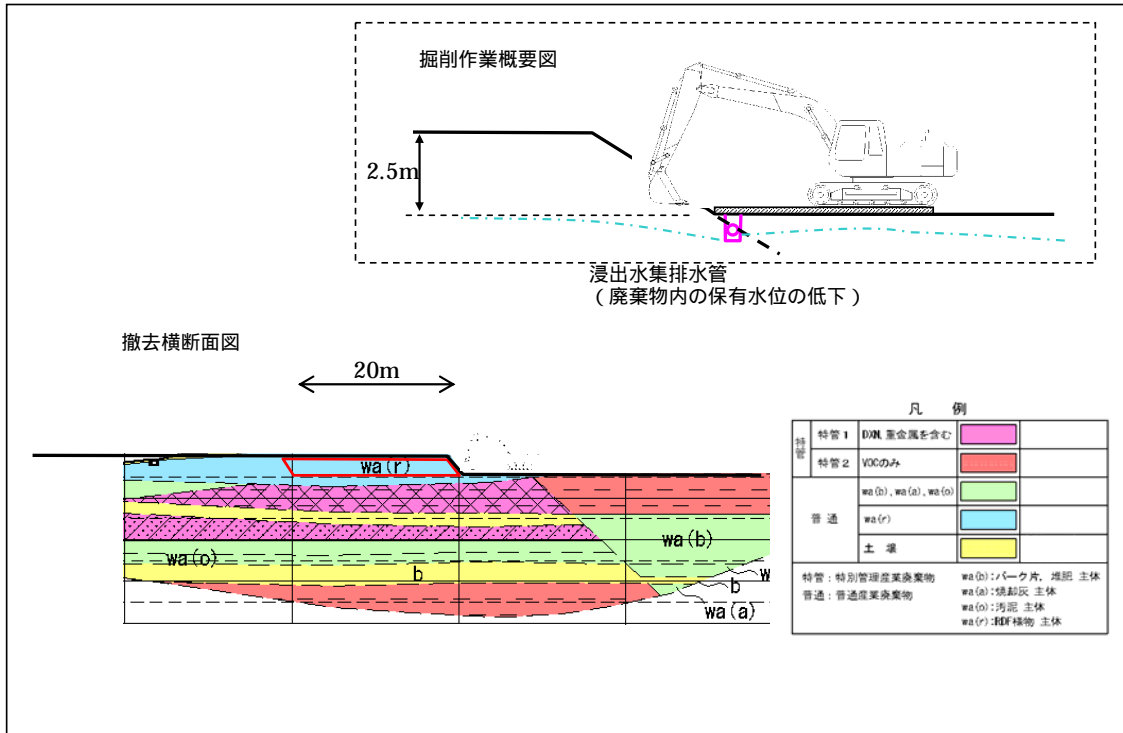 掘削作業概要図
2.5m
浸出水集排水管
(廃棄物内の保有水位の低下)
撤去横断面図
20m
wa(r)
wa(o)
b
wa(b)
w
b
wa(a)
凡 例
特管
特管1 DXN,重金属を含む
特管2 VOCのみ
普通 wa(b),wa(a),wa(o)
wa(r)
土 壌
特管:特別管理産業廃棄物
普通:普通産業廃棄物
wa(b):バーク片, 堆肥 主体
wa(a):焼却灰 主体
wa(o):汚泥 主体
wa(r):RDF様物 主体